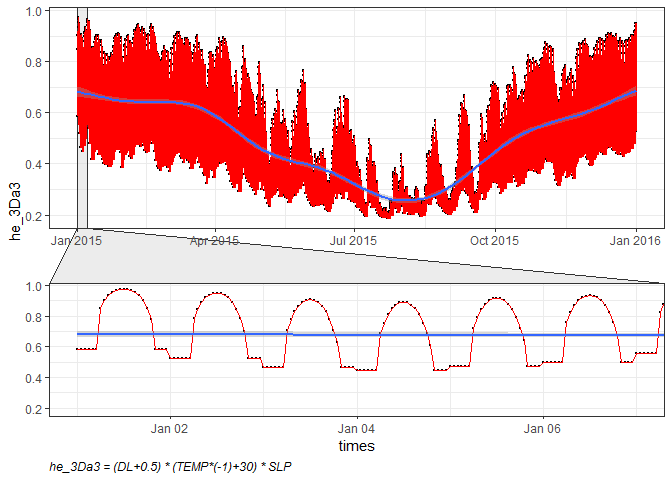 1.0
0.8
0.6
0.4
0.2
he_3Da3
Jan 2015 Apr 2015 Jul 2015 Oct 2015 Jan 2016
1.0
0.8
0.6
0.4
0.2
Jan 02 Jan 04 Jan 06
times
he_3Da3 = (DL+0.5) * (TEMP*(-1)+30) * SLP